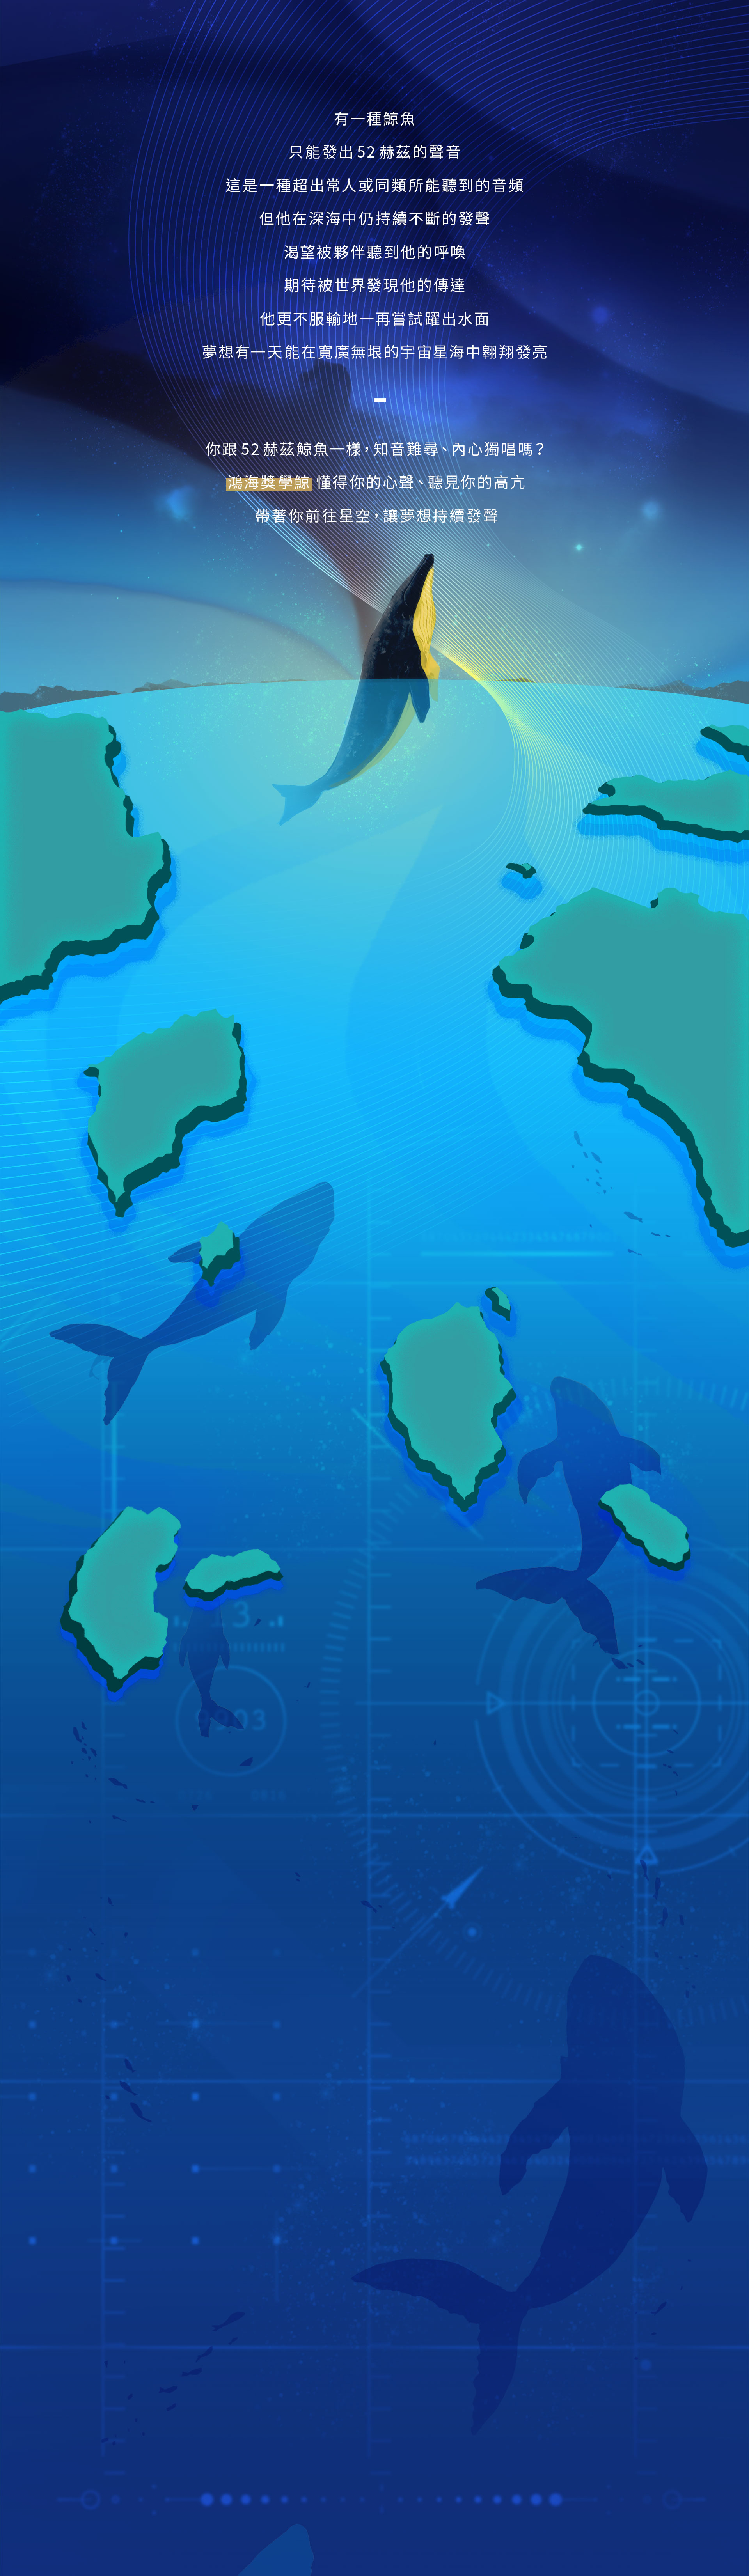 有一種鯨魚
只能發出 52 赫茲的聲音
這是一種超出常人或同類所能聽到的音頻
但他在深海中仍持續不斷的發聲
渴望被夥伴聽到他的呼喚
期待被世界發現他的傳達
他更不服輸地一再嘗試躍出水面
夢想有一天能在寬廣無垠的宇宙星海中翱翔發亮
你跟 52 赫茲鯨魚一樣，知音難尋、內心獨唱嗎？
鴻海獎學鯨 懂得你的心聲、聽見你的高亢
帶著你前往星空，讓夢想持續發聲